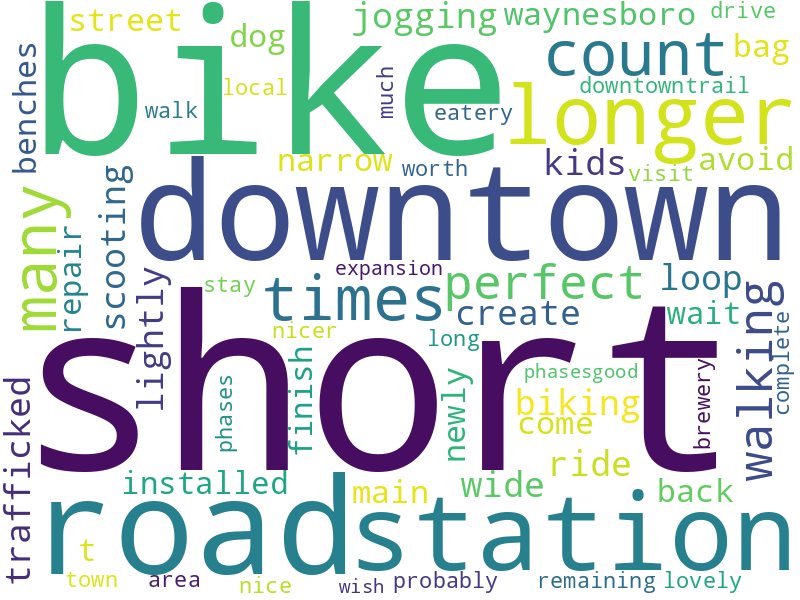 street
bike
dog
jogging
waynesboro
drive
count
bag
benches
local
walk
much
eatery
longer
downtowntrail
narrow
worth
kids
visit
avoid
downtown
many
repair
scooting
lightly
stay
expansion
times
perfect
loop
nicer
create
wait
long
walking
complete
short
finish
phases
newly
phasesgood
biking
come
brewery
trafficked
installed
main
wide
ride
back
road
station
t
town
area
nice
wish
probably
remaining
lovely